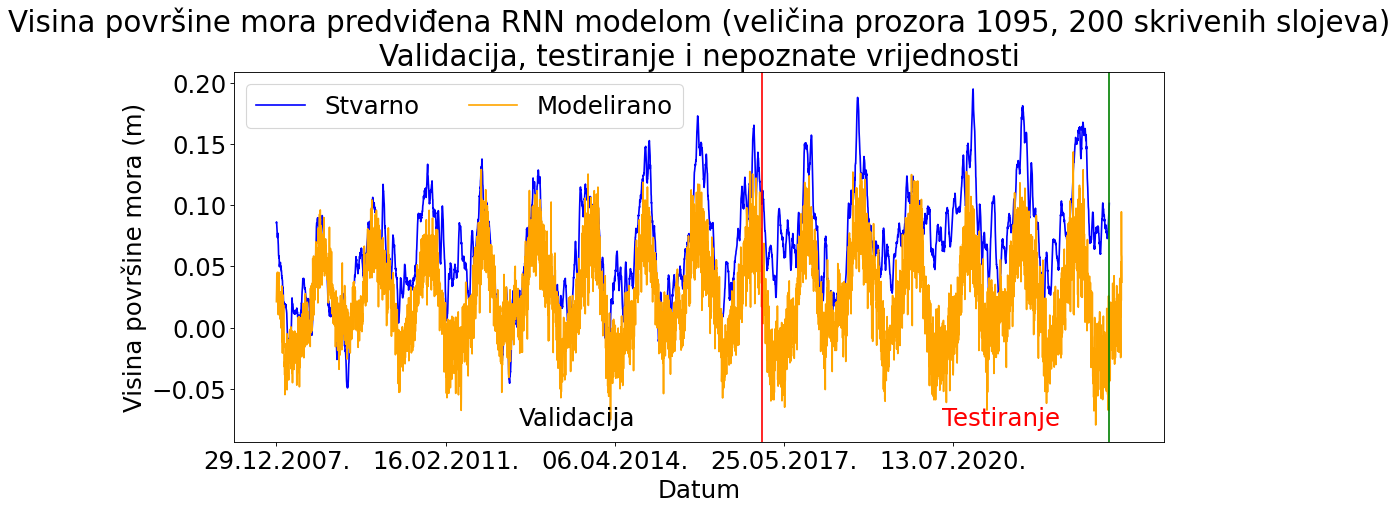 Visina površine mora predviđena RNN modelom (veličina prozora 1095, 200 skrivenih slojeva)
Validacija, testiranje i nepoznate vrijednosti
Stvarno
Modelirano
Visina površine mora (m)
0.20
0.15
0.10
0.05
0.00
−0.05
Validacija
Testiranje
29.12.2007.
16.02.2011.
06.04.2014.
25.05.2017.
13.07.2020.
Datum